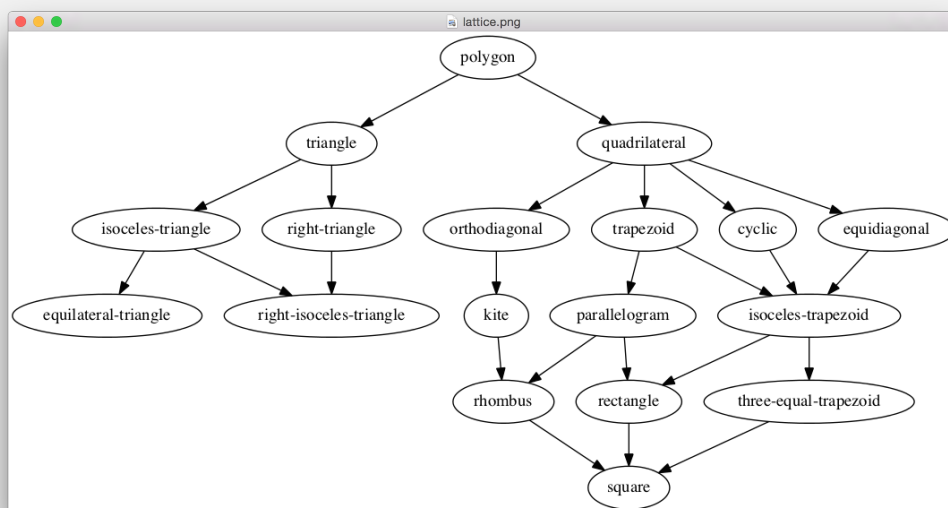 lattice.png
polygon
triangle
quadrilateral
isoceles-triangle
right-triangle
orthodiagonal
trapezoid
cyclic
equidiagonal
equilateral-triangle
right-isoceles-triangle
kite
parallelogram
isoceles-trapezoid
rhombus
rectangle
three-equal-trapezoid
square